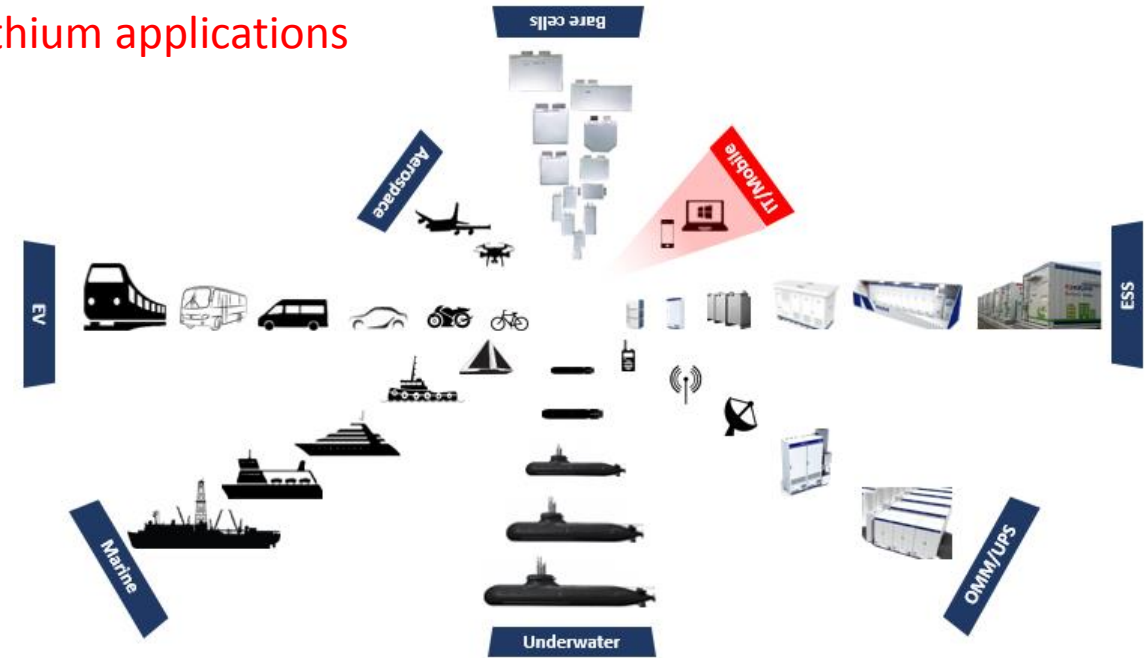 thium applications
Bare cells
Aerospace
IT/Mobile
EV
ESS
Marine
OMM/UPS
Underwater